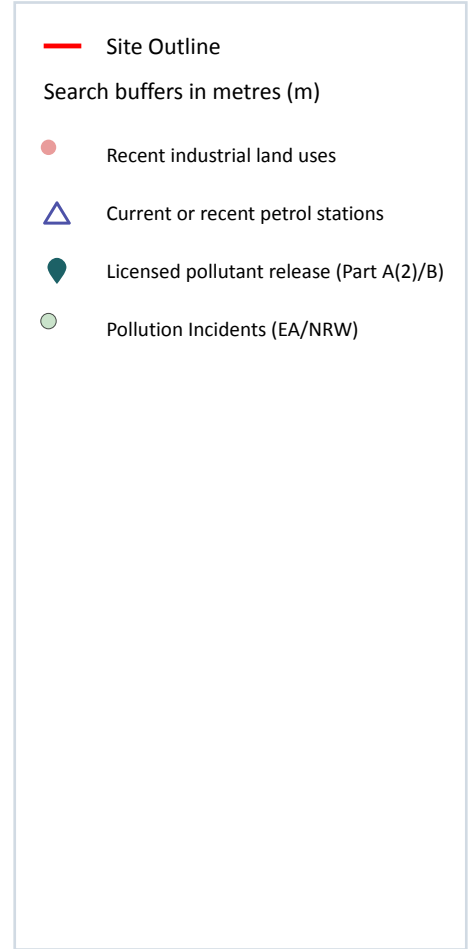 Site Outline
Search buffers in metres (m)
Recent industrial land uses
Current or recent petrol stations
Licensed pollutant release (Part A(2)/B)
Pollution Incidents (EA/NRW)